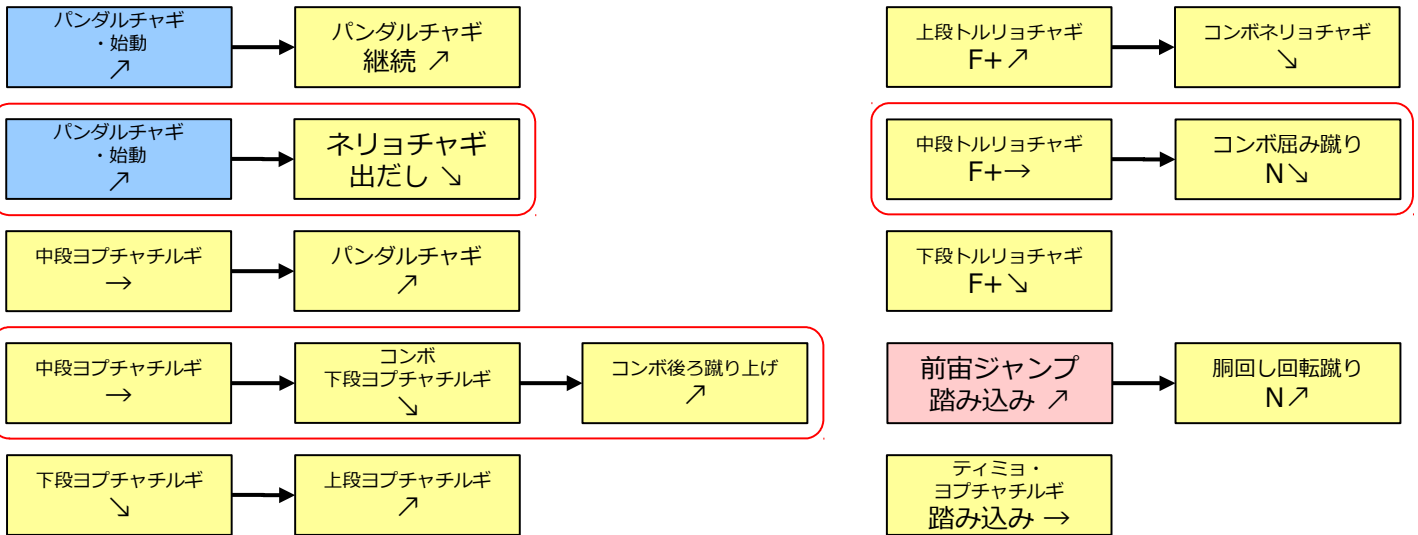 パンダルチャギ
・始動
↗
パンダルチャギ
継続 ↗
パンダルチャギ
・始動
↗
ネリョチャギ
出だし ↘
中段ヨプチャチルギ
→
パンダルチャギ
↗
中段ヨプチャチルギ
→
コンボ
下段ヨプチャチルギ
↘
コンボ後ろ蹴り上げ
↗
下段ヨプチャチルギ
↘
上段ヨプチャチルギ
↗
上段トルリョチャギ
F+↗
コンボネリョチャギ
↘
中段トルリョチャギ
F+→
コンボ屈み蹴り
N↘
下段トルリョチャギ
F+↘
前宙ジャンプ
踏み込み ↗
胴回し回転蹴り
N↗
ティミョ・
ヨプチャチルギ
踏み込み →